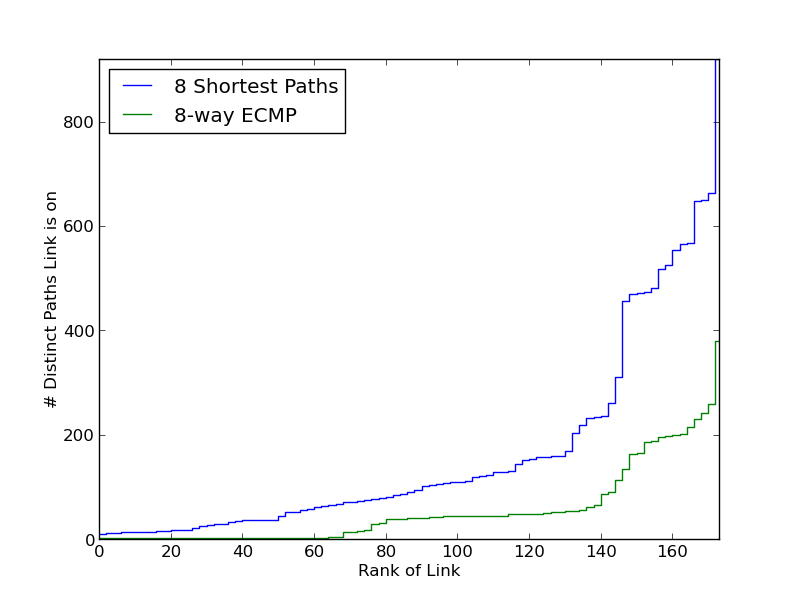 8 Shortest Paths
8-way ECMP
# Distinct Paths Link is on
800
600
400
200
0
0 20 40 60 80 100 120 140 160
Rank of Link